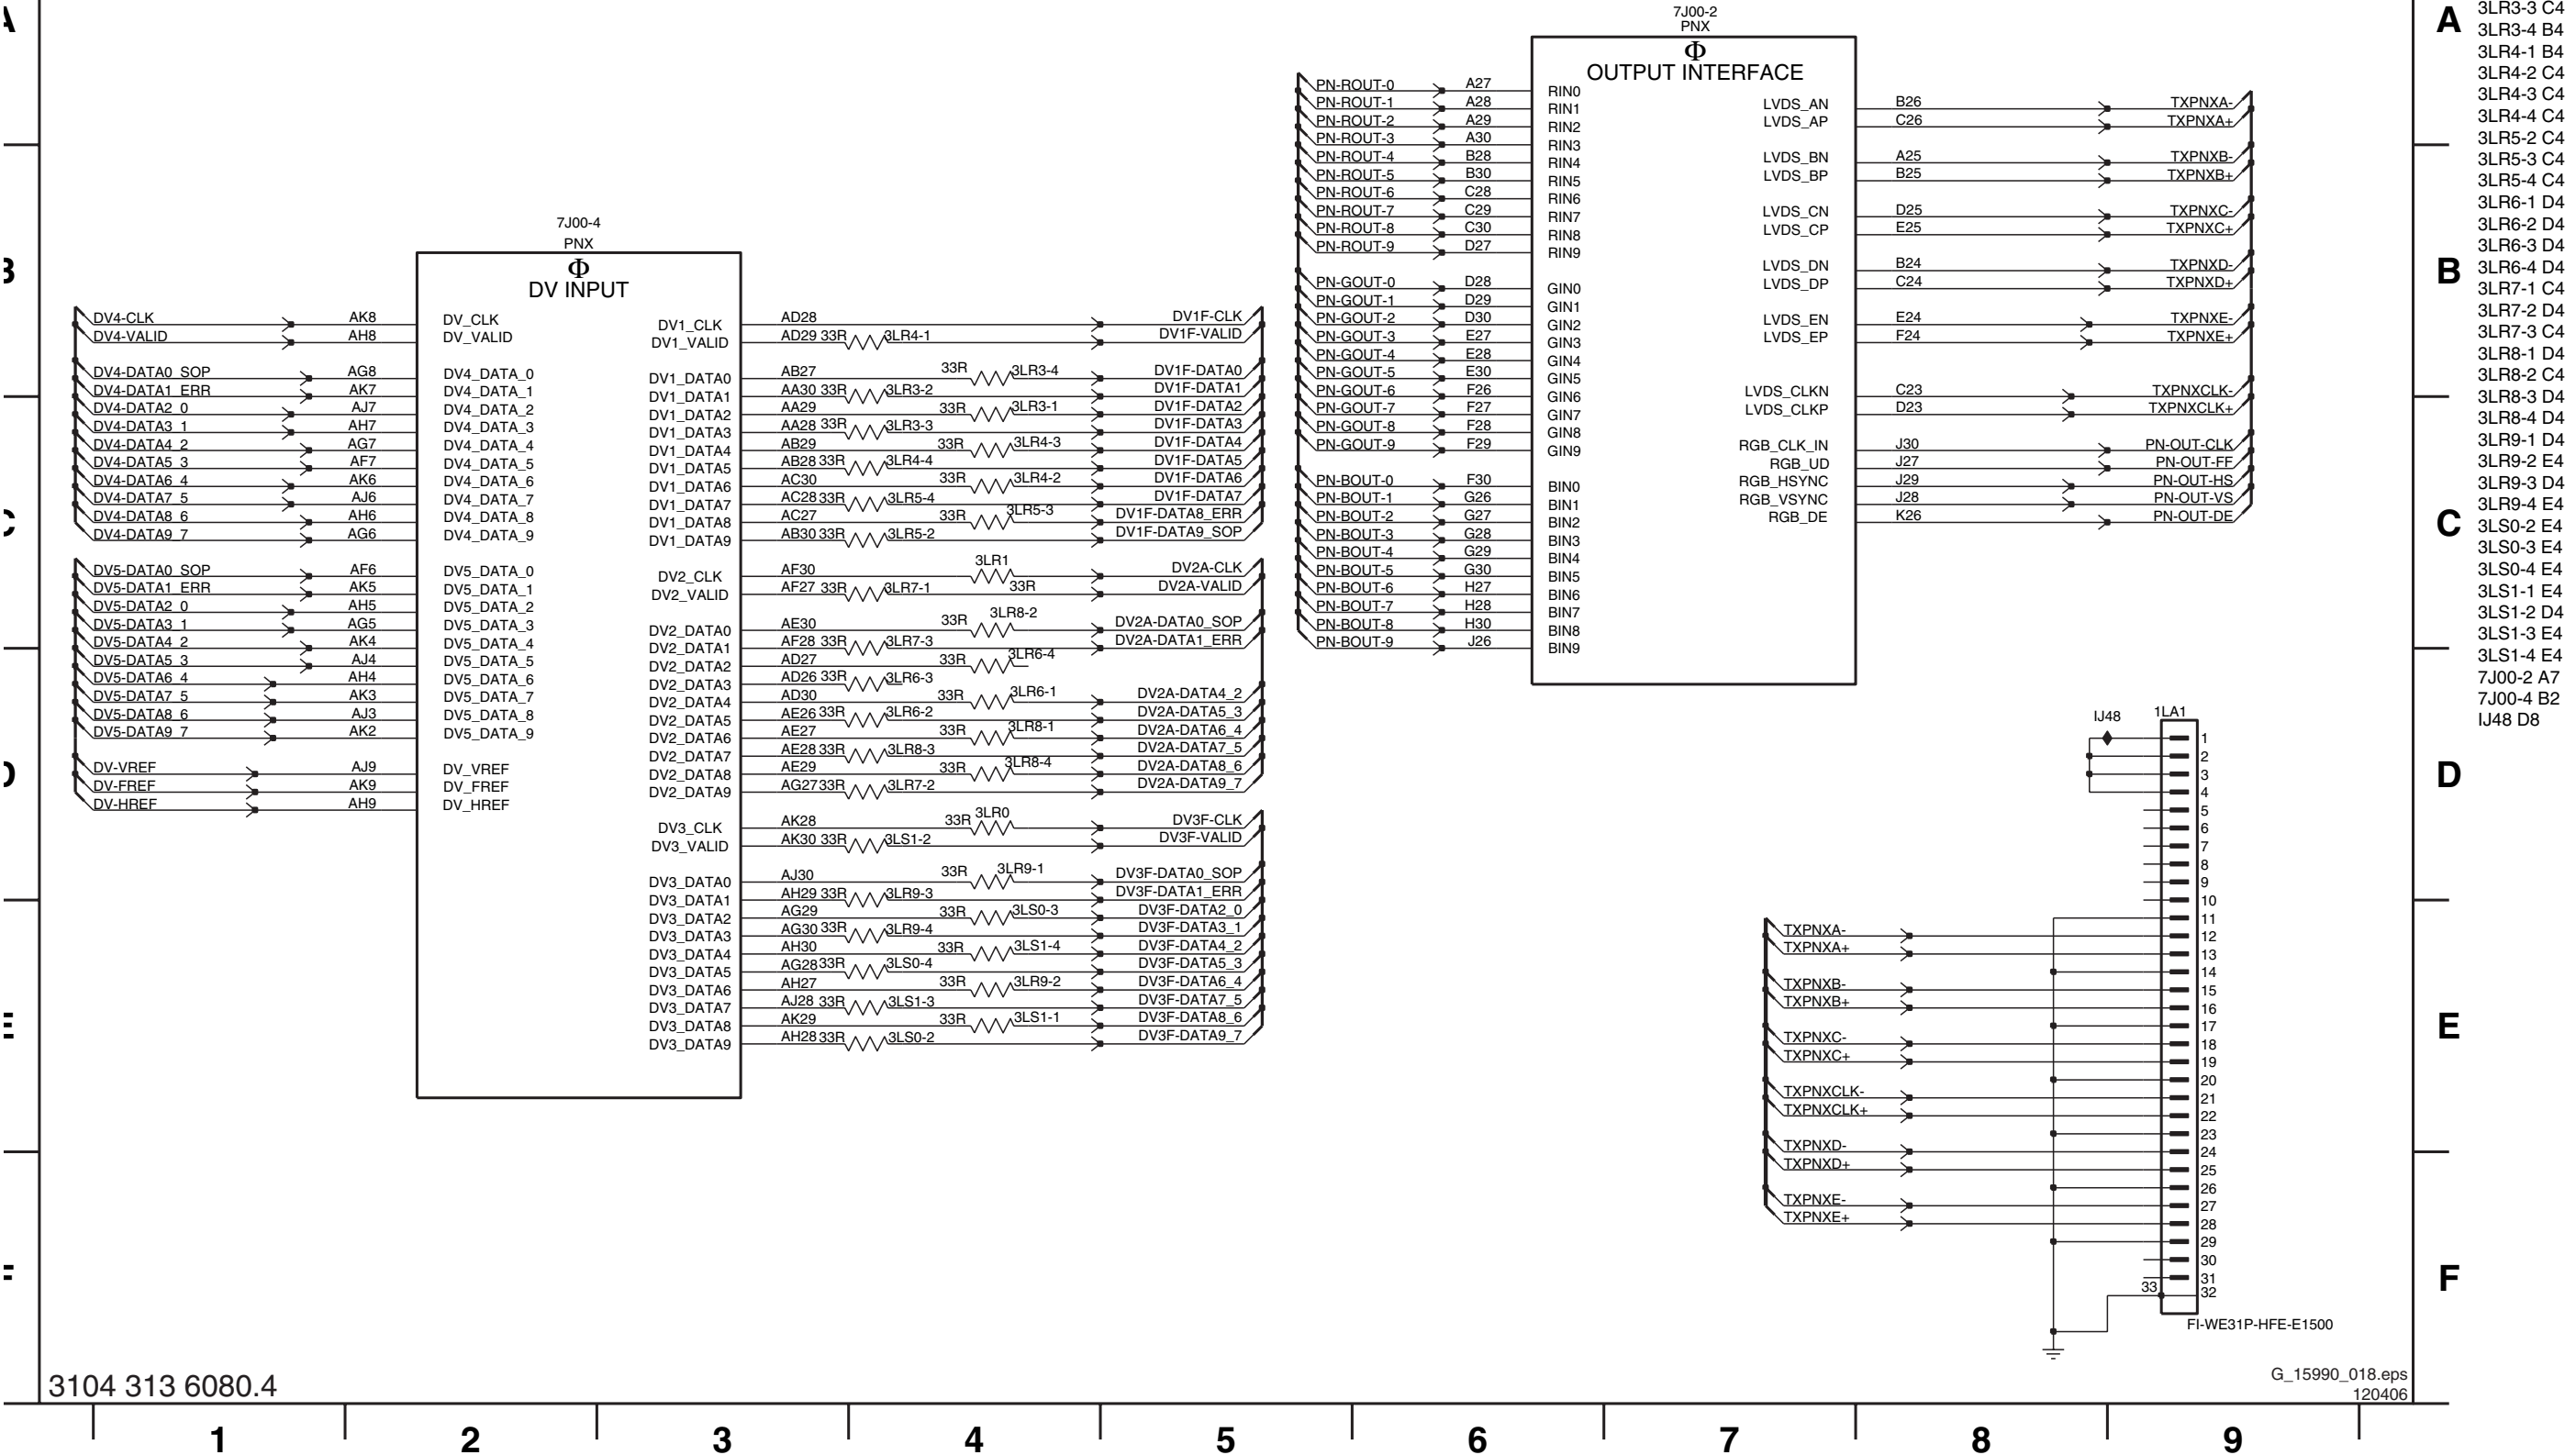 A
B
C
D
E
F
7J00-4
PNX
Φ
DV INPUT
DV4-CLK AK8 DV_CLK
DV4-VALID AH8 DV_VALID
DV4-DATA0_SOP AG8 DV4_DATA_0
DV4-DATA1_ERR AK7 DV4_DATA_1
DV4-DATA2_0 AJ7 DV4_DATA_2
DV4-DATA3_1 AH7 DV4_DATA_3
DV4-DATA4_2 AG7 DV4_DATA_4
DV4-DATA5_3 AF7 DV4_DATA_5
DV4-DATA6_4 AK6 DV4_DATA_6
DV4-DATA7_5 AJ6 DV4_DATA_7
DV4-DATA8_6 AH6 DV4_DATA_8
DV4-DATA9_7 AG6 DV4_DATA_9
DV5-DATA0_SOP AF6 DV5_DATA_0
DV5-DATA1_ERR AK5 DV5_DATA_1
DV5-DATA2_0 AH5 DV5_DATA_2
DV5-DATA3_1 AG5 DV5_DATA_3
DV5-DATA4_2 AK4 DV5_DATA_4
DV5-DATA5_3 AJ4 DV5_DATA_5
DV5-DATA6_4 AH4 DV5_DATA_6
DV5-DATA7_5 AK3 DV5_DATA_7
DV5-DATA8_6 AJ3 DV5_DATA_8
DV5-DATA9_7 AK2 DV5_DATA_9
DV-VREF AJ9 DV_VREF
DV-FREF AK9 DV_FREF
DV-HREF AH9 DV_HREF
DV1_CLK AD28 DV1F-CLK
DV1_VALID AD29 33R 3LR4-1 DV1F-VALID
DV1_DATA0 AB27 33R 3LR3-4 DV1F-DATA0
DV1_DATA1 AA30 33R 3LR3-2 DV1F-DATA1
DV1_DATA2 AA29 33R 3LR3-1 DV1F-DATA2
DV1_DATA3 AA28 33R 3LR3-3 DV1F-DATA3
DV1_DATA4 AB29 33R 3LR4-3 DV1F-DATA4
DV1_DATA5 AB28 33R 3LR4-4 DV1F-DATA5
DV1_DATA6 AC30 33R 3LR4-2 DV1F-DATA6
DV1_DATA7 AC28 33R 3LR5-4 DV1F-DATA7
DV1_DATA8 AC27 33R 3LR5-3 DV1F-DATA8_ERR
DV1_DATA9 AB30 33R 3LR5-2 DV1F-DATA9_SOP
DV2_CLK AF30 3LR1 33R DV2A-CLK
DV2_VALID AF27 33R 3LR7-1 DV2A-VALID
DV2_DATA0 AE30 33R 3LR8-2 DV2A-DATA0_SOP
DV2_DATA1 AF28 33R 3LR7-3 DV2A-DATA1_ERR
DV2_DATA2 AD27 33R 3LR6-4
DV2_DATA3 AD26 33R 3LR6-3
DV2_DATA4 AD30 33R 3LR6-1 DV2A-DATA4_2
DV2_DATA5 AE26 33R 3LR6-2 DV2A-DATA5_3
DV2_DATA6 AE27 33R 3LR8-1 DV2A-DATA6_4
DV2_DATA7 AE28 33R 3LR8-3 DV2A-DATA7_5
DV2_DATA8 AE29 33R 3LR8-4 DV2A-DATA8_6
DV2_DATA9 AG27 33R 3LR7-2 DV2A-DATA9_7
DV3_CLK AK28 33R 3LR0 DV3F-CLK
DV3_VALID AK30 33R 3LS1-2 DV3F-VALID
DV3_DATA0 AJ30 33R 3LR9-1 DV3F-DATA0_SOP
DV3_DATA1 AH29 33R 3LR9-3 DV3F-DATA1_ERR
DV3_DATA2 AG29 33R 3LS0-3 DV3F-DATA2_0
DV3_DATA3 AG30 33R 3LR9-4 DV3F-DATA3_1
DV3_DATA4 AH30 33R 3LS1-4 DV3F-DATA4_2
DV3_DATA5 AG28 33R 3LS0-4 DV3F-DATA5_3
DV3_DATA6 AH27 33R 3LR9-2 DV3F-DATA6_4
DV3_DATA7 AJ28 33R 3LS1-3 DV3F-DATA7_5
DV3_DATA8 AK29 33R 3LS1-1 DV3F-DATA8_6
DV3_DATA9 AH28 33R 3LS0-2 DV3F-DATA9_7
7J00-2
PNX
Φ
OUTPUT INTERFACE
PN-ROUT-0 A27 RIN0
PN-ROUT-1 A28 RIN1
PN-ROUT-2 A29 RIN2
PN-ROUT-3 A30 RIN3
PN-ROUT-4 B28 RIN4
PN-ROUT-5 B30 RIN5
PN-ROUT-6 C28 RIN6
PN-ROUT-7 C29 RIN7
PN-ROUT-8 C30 RIN8
PN-ROUT-9 D27 RIN9
PN-GOUT-0 D28 GIN0
PN-GOUT-1 D29 GIN1
PN-GOUT-2 D30 GIN2
PN-GOUT-3 E27 GIN3
PN-GOUT-4 E28 GIN4
PN-GOUT-5 E30 GIN5
PN-GOUT-6 F26 GIN6
PN-GOUT-7 F27 GIN7
PN-GOUT-8 F28 GIN8
PN-GOUT-9 F29 GIN9
PN-BOUT-0 F30 BIN0
PN-BOUT-1 G26 BIN1
PN-BOUT-2 G27 BIN2
PN-BOUT-3 G28 BIN3
PN-BOUT-4 G29 BIN4
PN-BOUT-5 G30 BIN5
PN-BOUT-6 H27 BIN6
PN-BOUT-7 H28 BIN7
PN-BOUT-8 H30 BIN8
PN-BOUT-9 J26 BIN9
LVDS_AN B26 TXPNXA-
LVDS_AP C26 TXPNXA+
LVDS_BN A25 TXPNXB-
LVDS_BP B25 TXPNXB+
LVDS_CN D25 TXPNXC-
LVDS_CP E25 TXPNXC+
LVDS_DN B24 TXPNXD-
LVDS_DP C24 TXPNXD+
LVDS_EN E24 TXPNXE-
LVDS_EP F24 TXPNXE+
LVDS_CLKN C23 TXPNXCLK-
LVDS_CLKP D23 TXPNXCLK+
RGB_CLK_IN J30 PN-OUT-CLK
RGB_UD J27 PN-OUT-FF
RGB_HSYNC J29 PN-OUT-HS
RGB_VSYNC J28 PN-OUT-VS
RGB_DE K26 PN-OUT-DE
IJ48 1LA1
1
2
3
4
5
6
7
8
9
10
11
TXPNXA- 12
TXPNXA+ 13
14
TXPNXB- 15
TXPNXB+ 16
17
TXPNXC- 18
TXPNXC+ 19
20
TXPNXCLK- 21
TXPNXCLK+ 22
23
TXPNXD- 24
TXPNXD+ 25
26
TXPNXE- 27
TXPNXE+ 28
29
30
31
33 32
FI-WE31P-HFE-E1500
A
B
C
D
E
F
3LR3-3 C4
3LR3-4 B4
3LR4-1 B4
3LR4-2 C4
3LR4-3 C4
3LR4-4 C4
3LR5-2 C4
3LR5-3 C4
3LR5-4 C4
3LR6-1 D4
3LR6-2 D4
3LR6-3 D4
3LR6-4 D4
3LR7-1 C4
3LR7-2 D4
3LR7-3 C4
3LR8-1 D4
3LR8-2 C4
3LR8-3 D4
3LR8-4 D4
3LR9-1 D4
3LR9-2 E4
3LR9-3 D4
3LR9-4 E4
3LS0-2 E4
3LS0-3 E4
3LS0-4 E4
3LS1-1 E4
3LS1-2 D4
3LS1-3 E4
3LS1-4 E4
7J00-2 A7
7J00-4 B2
IJ48 D8
3104 313 6080.4
G_15990_018.eps
120406
1 2 3 4 5 6 7 8 9